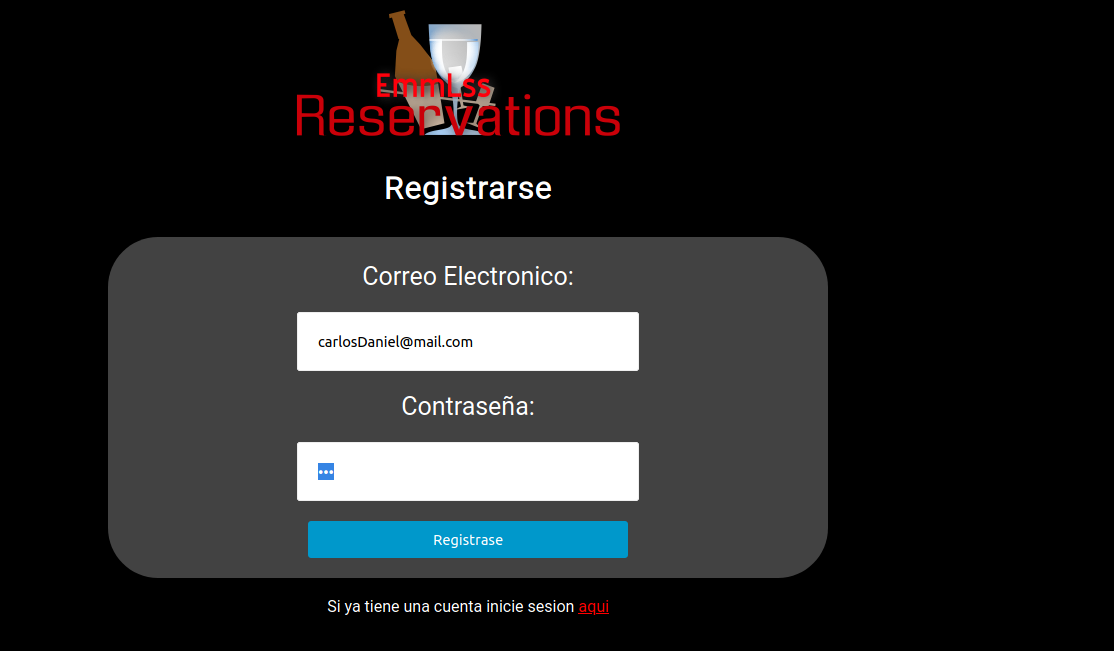 EmmLss
Reservations
Registrarse
Correo Electronico:
carlosDaniel@mail.com
Contraseña:
•••
Registrase
Si ya tiene una cuenta inicie sesion aqui